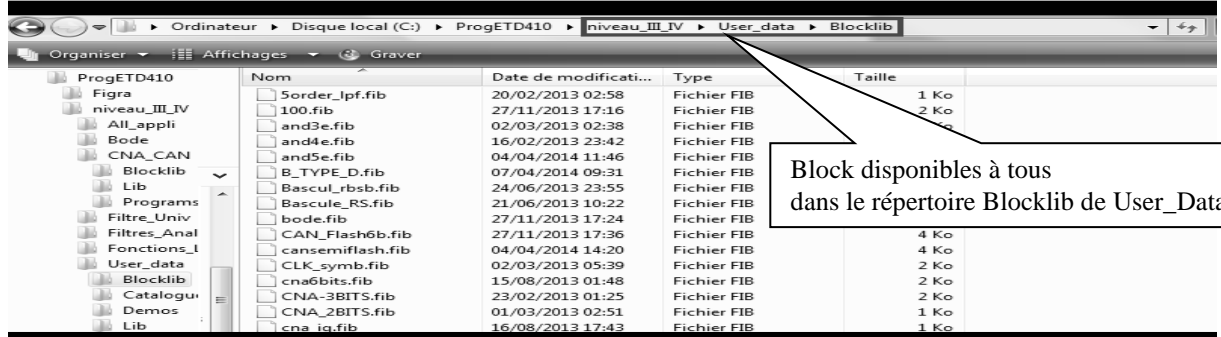 Ordinateur ▸ Disque local (C:) ▸ ProgETD410 ▸ niveau_III_IV ▸ User_data ▸ Blocklib
Organiser Affichages Graver
ProgETD410
Figra
niveau_III_IV
All_appli
Bode
CNA_CAN
Blocklib
Lib
Programs
Filtre_Univ
Filtres_Anal
Fonctions_l
User_data
Blocklib
Catalogu
Demos
Lib
Nom Date de modificati... Type Taille
5order_lpf.fib 20/02/2013 02:58 Fichier FIB 1 Ko
100.fib 27/11/2013 17:16 Fichier FIB 2 Ko
and3e.fib 02/03/2013 02:38 Fichier FIB
and4e.fib 16/02/2013 23:42 Fichier FIB
and5e.fib 04/04/2014 11:46 Fichier FIB
B_TYPE_D.fib 07/04/2014 09:31 Fichier FIB
Bascul_rbsb.fib 24/06/2013 23:55 Fichier FIB
Bascule_RS.fib 21/06/2013 10:22 Fichier FIB
bode.fib 27/11/2013 17:24 Fichier FIB
CAN_Flash6b.fib 27/11/2013 17:36 Fichier FIB 4 Ko
cansemiflash.fib 04/04/2014 14:20 Fichier FIB 4 Ko
CLK_symb.fib 02/03/2013 05:39 Fichier FIB 2 Ko
cna6bits.fib 15/08/2013 01:48 Fichier FIB 2 Ko
CNA-3BITS.fib 23/02/2013 01:25 Fichier FIB 2 Ko
CNA_2BITS.fib 01/03/2013 02:51 Fichier FIB 1 Ko
cna_iq.fib 16/08/2013 17:43 Fichier FIB 1 Ko
Block disponibles à tous
dans le répertoire Blocklib de User_Data